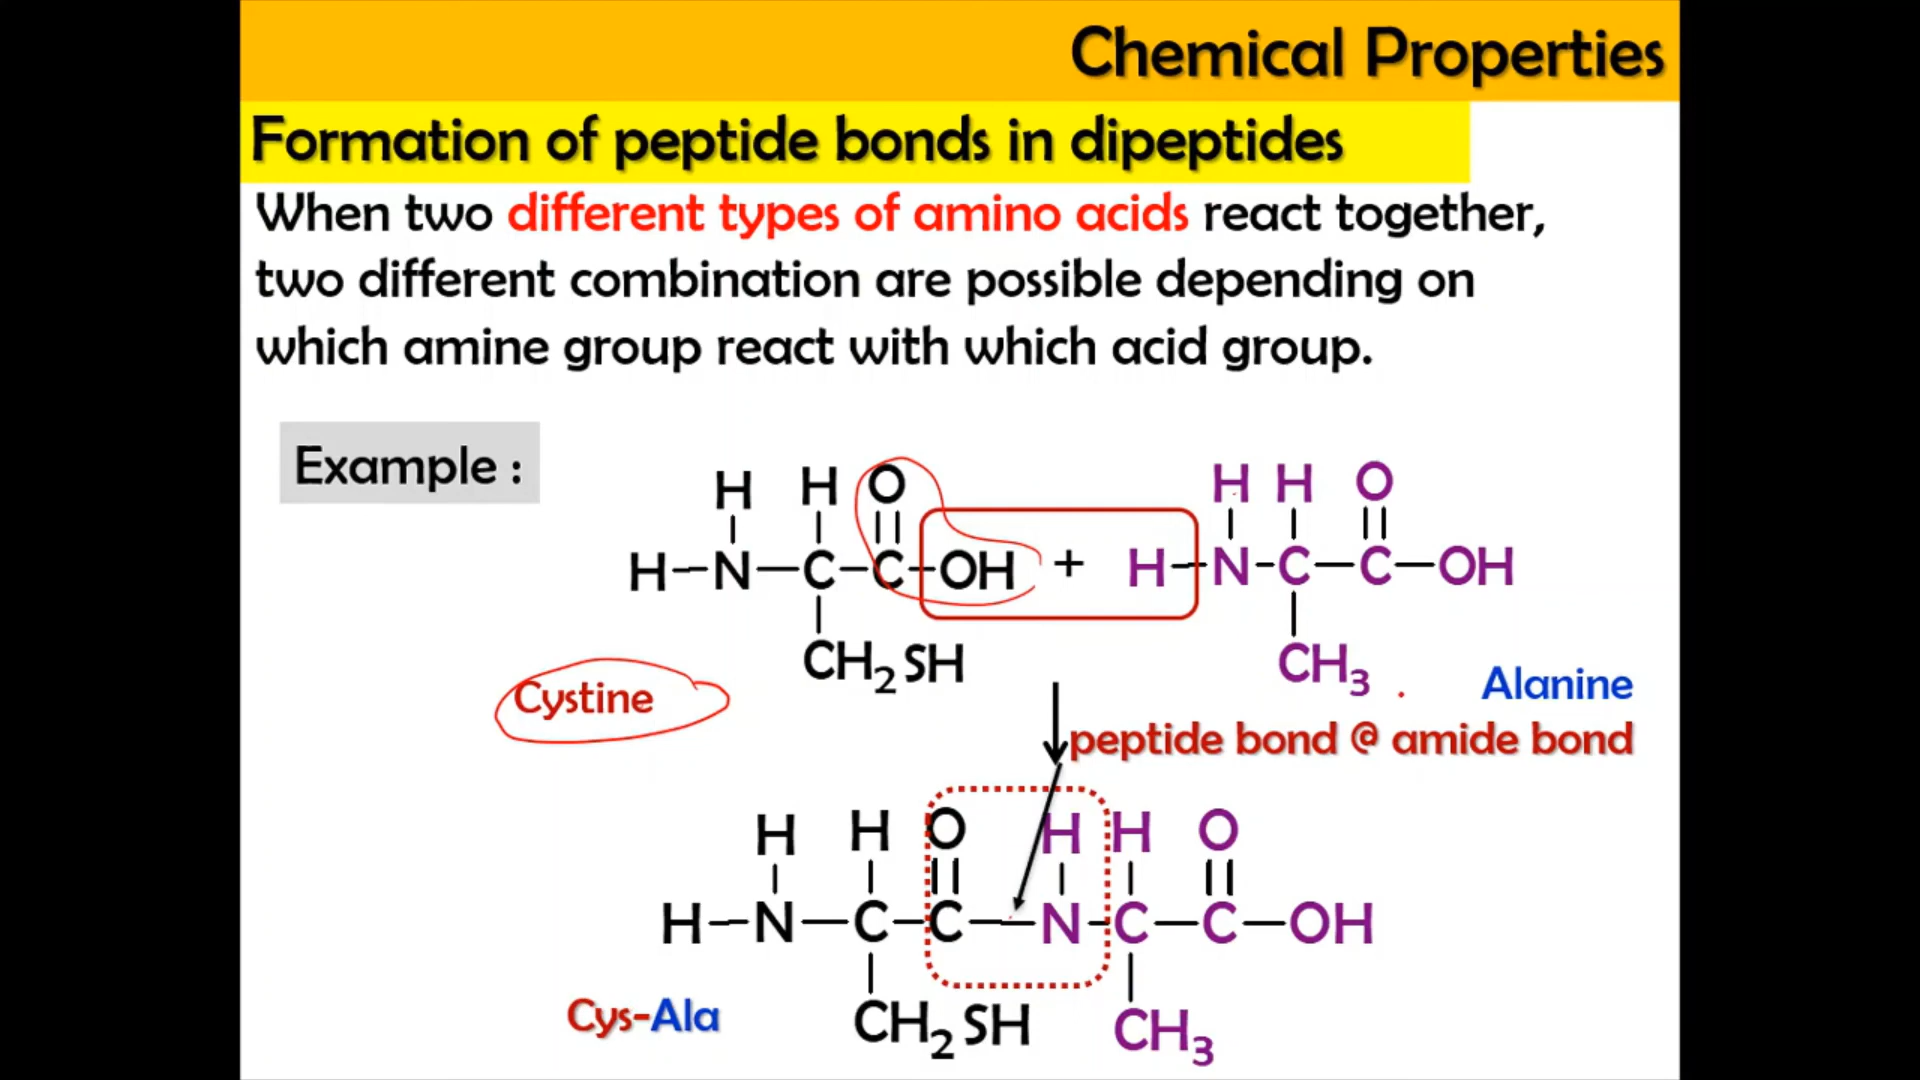 Chemical Properties
Formation of peptide bonds in dipeptides
When two different types of amino acids react together,
two different combination are possible depending on
which amine group react with which acid group.
Example :
H H O H H O
H–N–C–C–OH + H–N–C–C–OH
CH₂SH CH₃
Cystine Alanine
peptide bond @ amide bond
H H O H H O
H–N–C–C–N–C–C–OH
CH₂SH CH₃
Cys-Ala